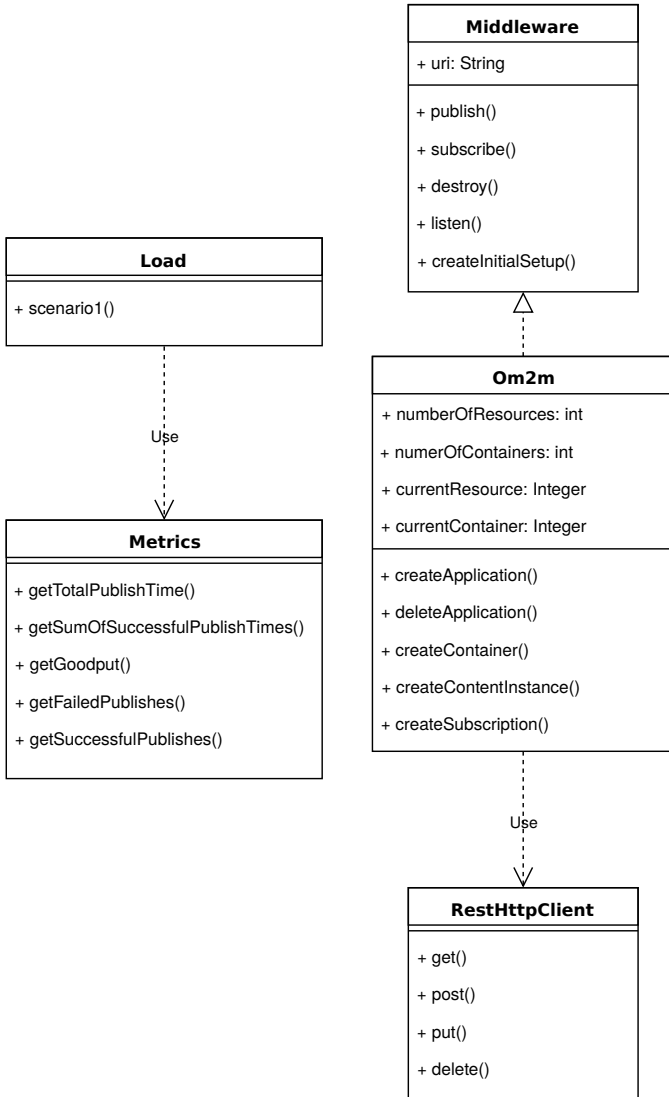 Middleware
+ uri: String
+ publish()
+ subscribe()
+ destroy()
+ listen()
+ createInitialSetup()
Load
+ scenario1()
Use
Metrics
+ getTotalPublishTime()
+ getSumOfSuccessfulPublishTimes()
+ getGoodput()
+ getFailedPublishes()
+ getSuccessfulPublishes()
Om2m
+ numberOfResources: int
+ numerOfContainers: int
+ currentResource: Integer
+ currentContainer: Integer
+ createApplication()
+ deleteApplication()
+ createContainer()
+ createContentInstance()
+ createSubscription()
Use
RestHttpClient
+ get()
+ post()
+ put()
+ delete()